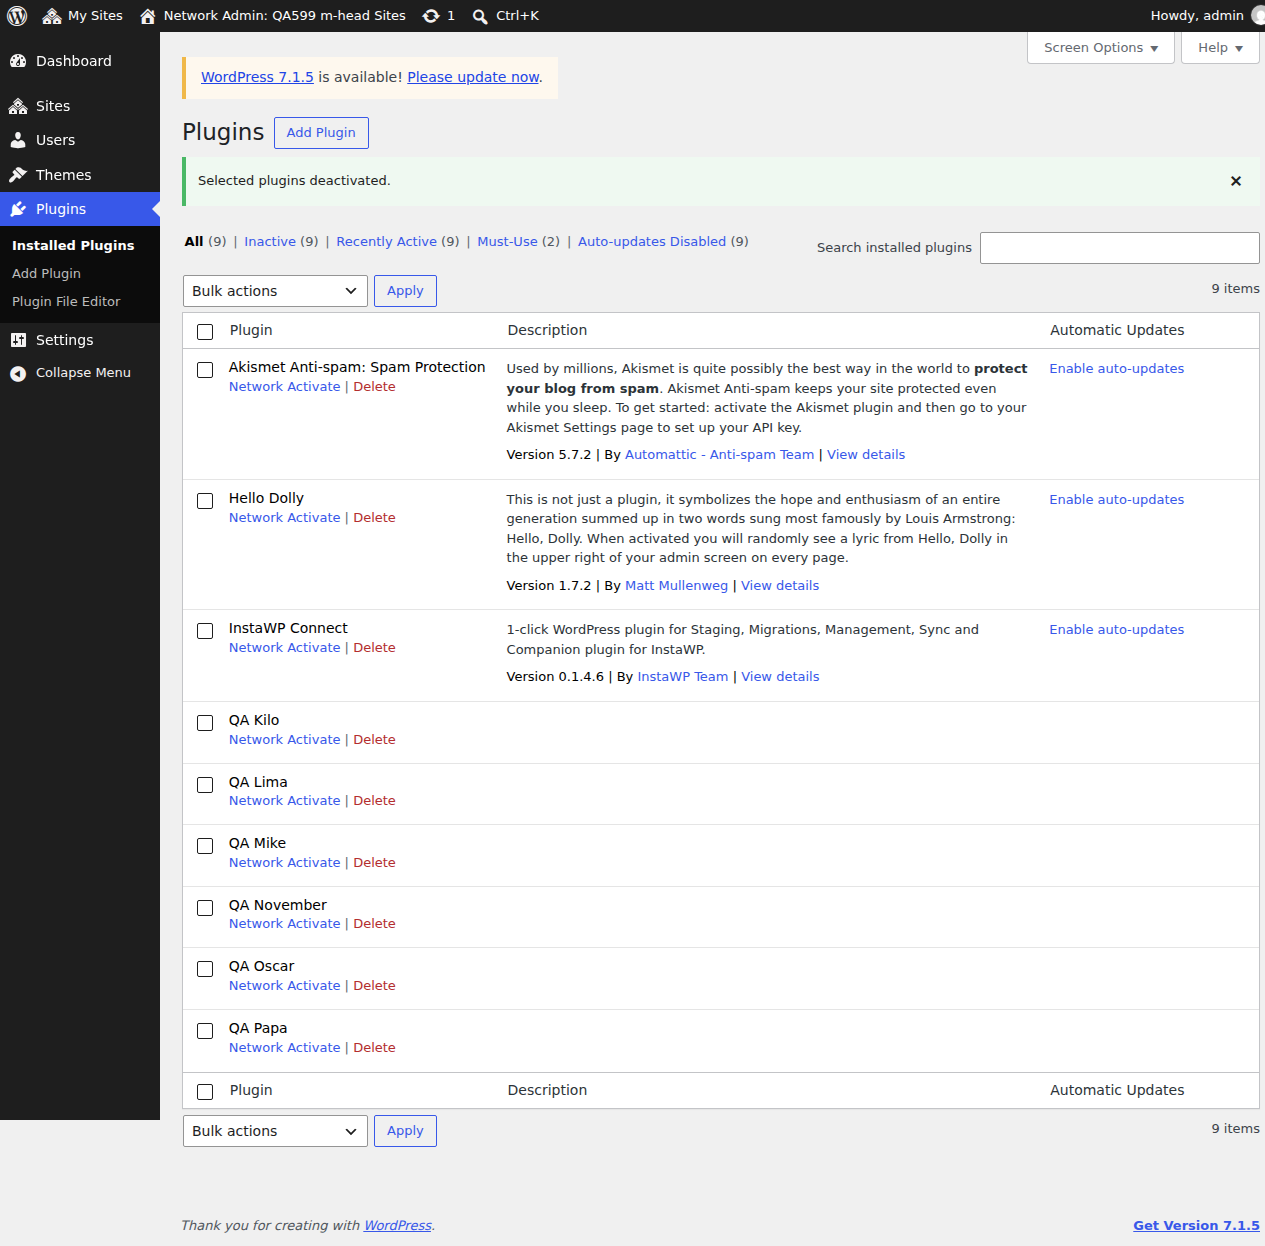 My Sites
Network Admin: QA599 m-head Sites
1
Ctrl+K
Howdy, admin
Dashboard
Sites
Users
Themes
Plugins
Installed Plugins
Add Plugin
Plugin File Editor
Settings
Collapse Menu
Screen Options
Help
WordPress 7.1.5 is available! Please update now.
Plugins
Add Plugin
Selected plugins deactivated.
All (9) | Inactive (9) | Recently Active (9) | Must-Use (2) | Auto-updates Disabled (9)
Search installed plugins
Bulk actions
Apply
9 items
Plugin Description Automatic Updates
Akismet Anti-spam: Spam Protection
Network Activate | Delete
Used by millions, Akismet is quite possibly the best way in the world to protect
your blog from spam. Akismet Anti-spam keeps your site protected even
while you sleep. To get started: activate the Akismet plugin and then go to your
Akismet Settings page to set up your API key.
Version 5.7.2 | By Automattic - Anti-spam Team | View details
Enable auto-updates
Hello Dolly
Network Activate | Delete
This is not just a plugin, it symbolizes the hope and enthusiasm of an entire
generation summed up in two words sung most famously by Louis Armstrong:
Hello, Dolly. When activated you will randomly see a lyric from Hello, Dolly in
the upper right of your admin screen on every page.
Version 1.7.2 | By Matt Mullenweg | View details
Enable auto-updates
InstaWP Connect
Network Activate | Delete
1-click WordPress plugin for Staging, Migrations, Management, Sync and
Companion plugin for InstaWP.
Version 0.1.4.6 | By InstaWP Team | View details
Enable auto-updates
QA Kilo
Network Activate | Delete
QA Lima
Network Activate | Delete
QA Mike
Network Activate | Delete
QA November
Network Activate | Delete
QA Oscar
Network Activate | Delete
QA Papa
Network Activate | Delete
Plugin Description Automatic Updates
Bulk actions
Apply
9 items
Thank you for creating with WordPress.
Get Version 7.1.5